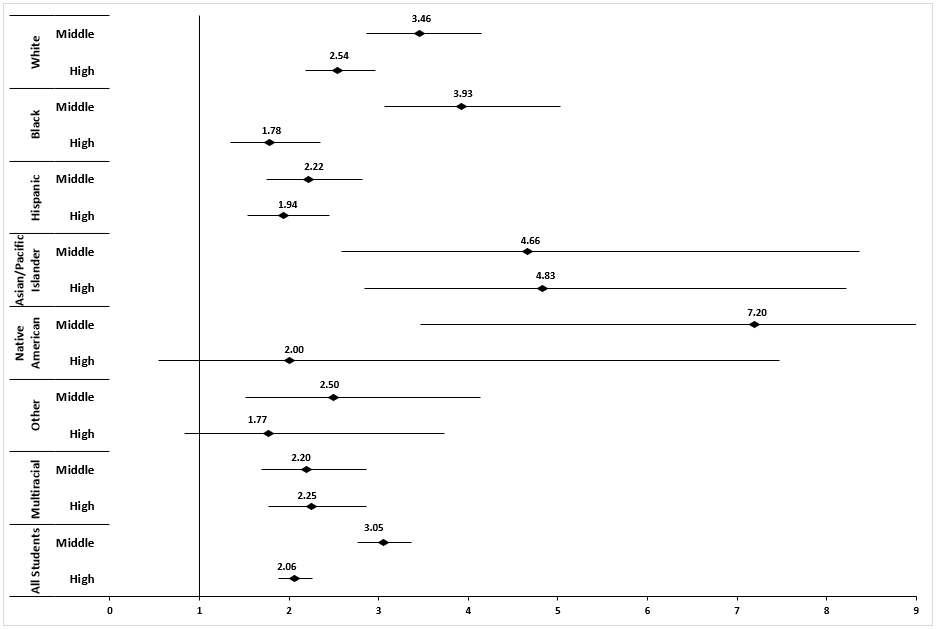 White
Middle
3.46
High
2.54
Black
Middle
3.93
High
1.78
Hispanic
Middle
2.22
High
1.94
Asian/Pacific
Islander
Middle
4.66
High
4.83
Native
American
Middle
7.20
High
2.00
Other
Middle
2.50
High
1.77
Multiracial
Middle
2.20
High
2.25
All Students
Middle
3.05
High
2.06
0 1 2 3 4 5 6 7 8 9